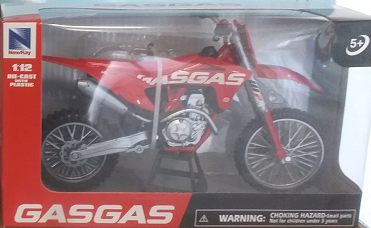 NewRay
1:12
DIE-CAST
WITH
PLASTIC
5+
GASGAS
GASGAS
WARNING: CHOKING HAZARD-Small parts
Not for children under 3 years